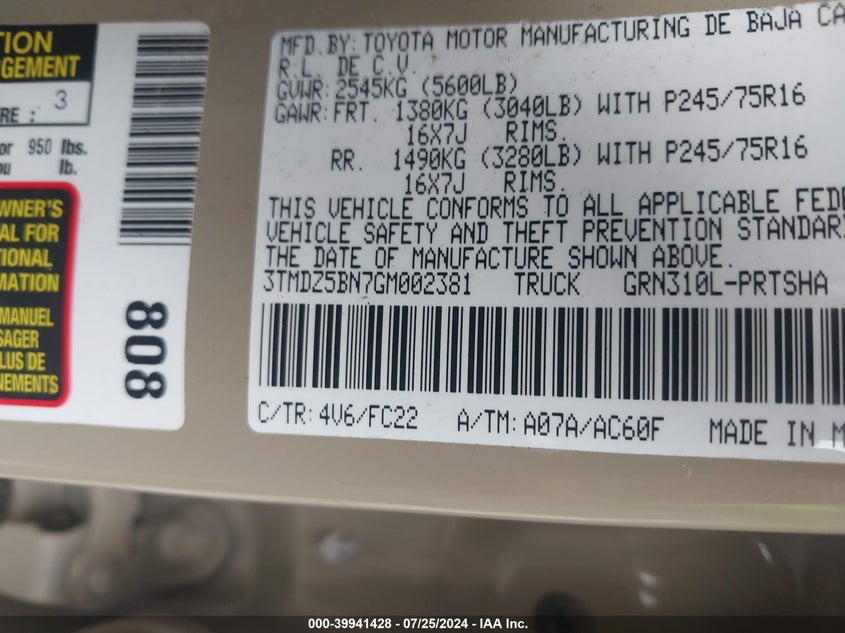 TION
RGEMENT
RE : 3
or 950 lbs.
ou lb.
WNER'S
AL FOR
TIONAL
MATION
MANUEL
SAGER
LUS DE
NEMENTS
808
MFD. BY: TOYOTA MOTOR MANUFACTURING DE BAJA CA
R.L. DE C.V.
GVWR: 2545KG (5600LB)
GAWR: FRT. 1380KG (3040LB) WITH P245/75R16
16X7J RIMS.
RR. 1490KG (3280LB) WITH P245/75R16
16X7J RIMS.
THIS VEHICLE CONFORMS TO ALL APPLICABLE FEDE
VEHICLE SAFETY AND THEFT PREVENTION STANDAR
THE DATE OF MANUFACTURE SHOWN ABOVE.
3TMDZ5BN7GM002381 TRUCK GRN310L-PRTSHA
C/TR: 4V6/FC22 A/TM: A07A/AC60F MADE IN M
000-39941428 - 07/25/2024 - IAA Inc.